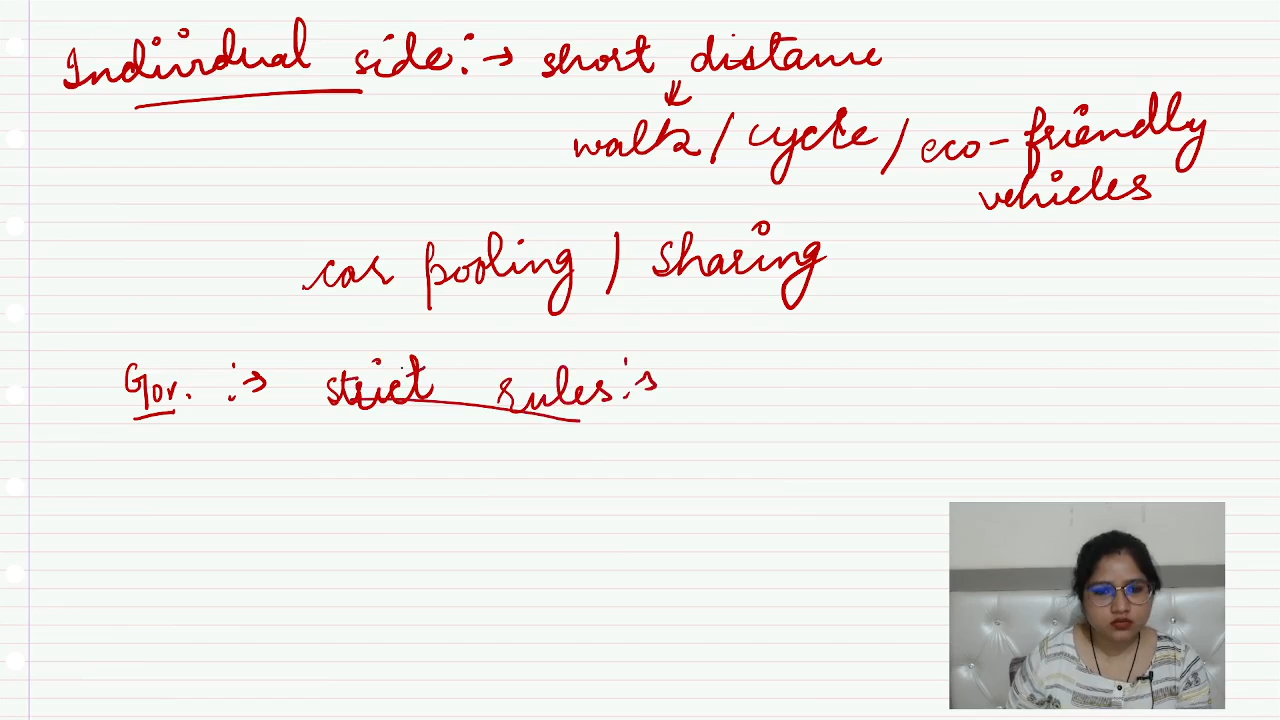 Individual side :→ short distance
walk / cycle / eco-friendly
vehicles
car pooling / sharing
Gov. :→ strict rules :→